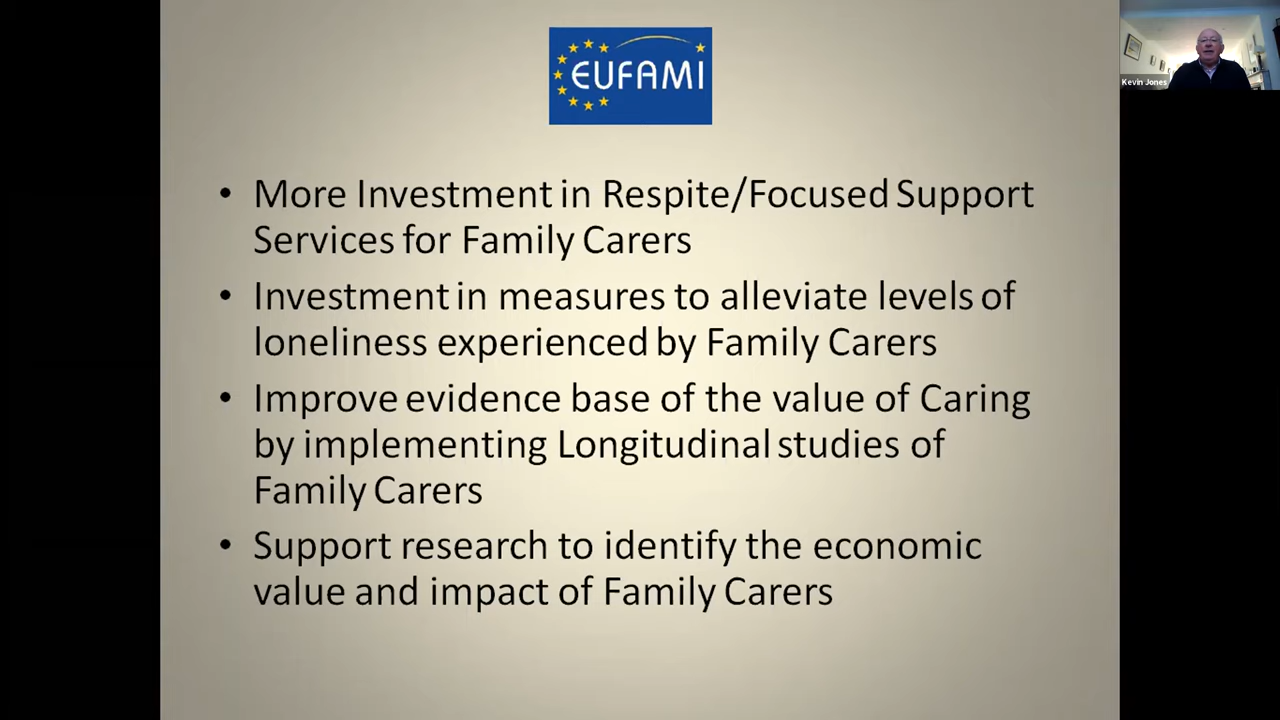 EUFAMI
Kevin Jones
• More Investment in Respite/Focused Support
Services for Family Carers
• Investment in measures to alleviate levels of
loneliness experienced by Family Carers
• Improve evidence base of the value of Caring
by implementing Longitudinal studies of
Family Carers
• Support research to identify the economic
value and impact of Family Carers